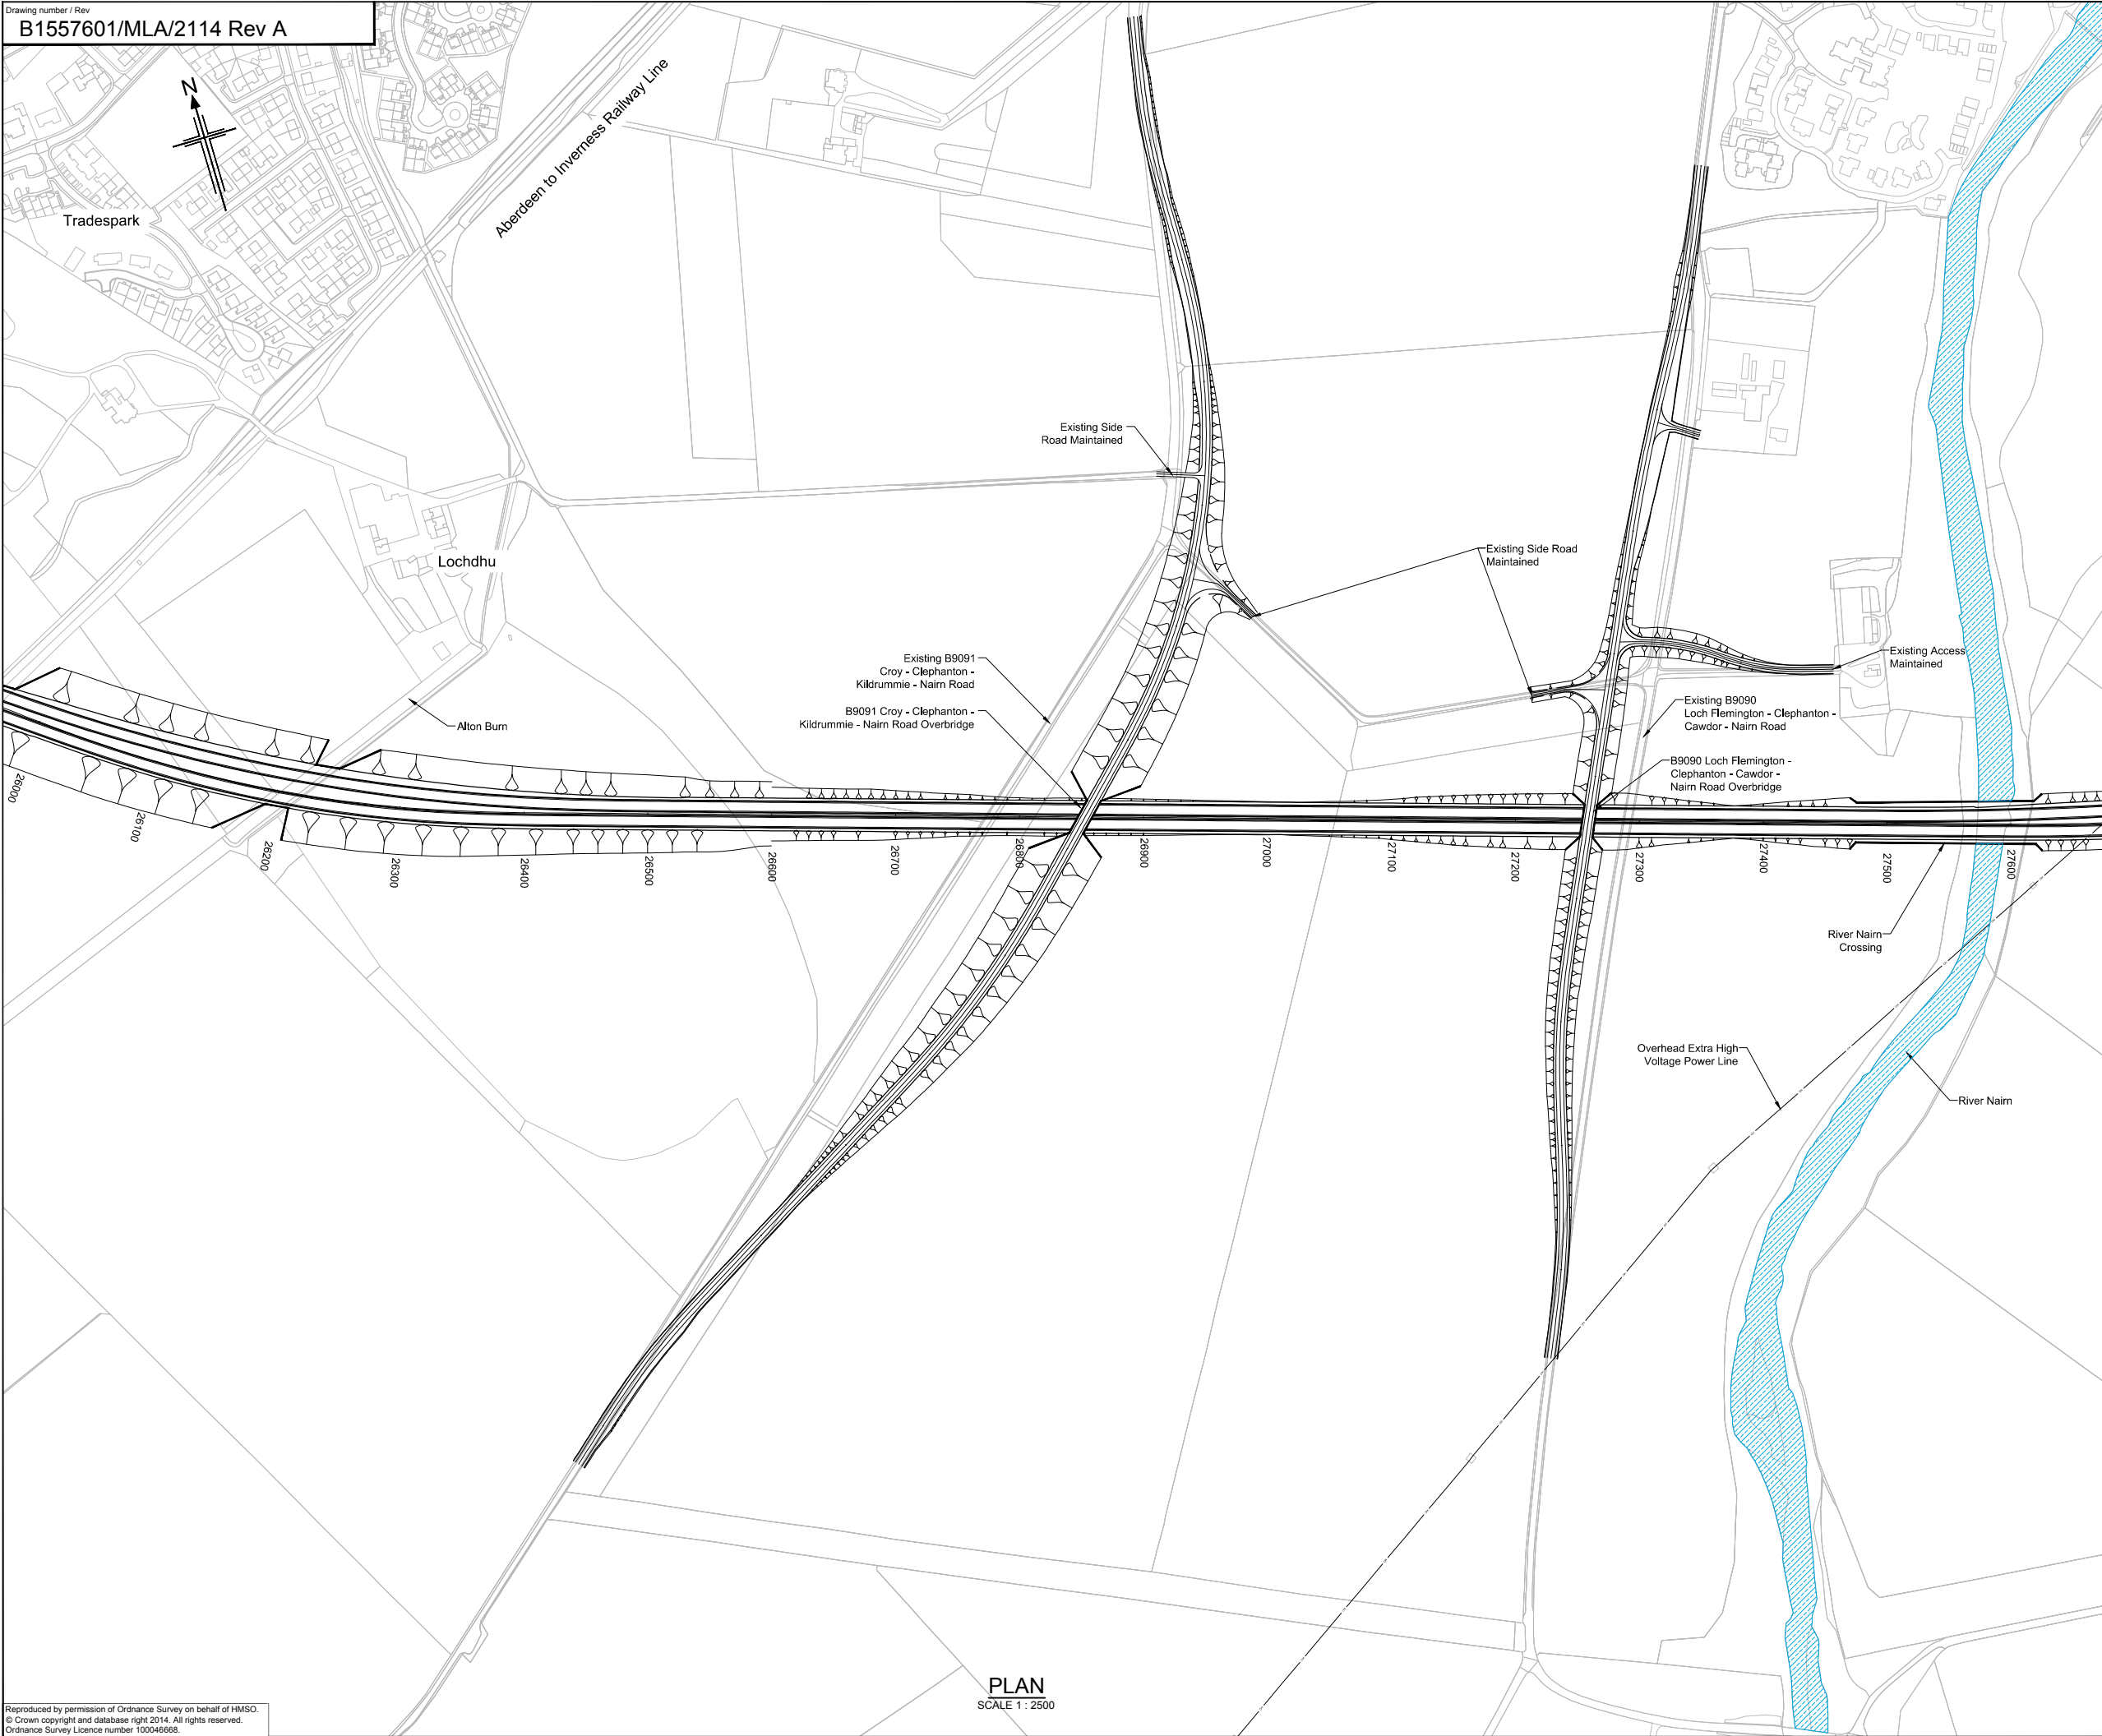 Drawing number / Rev
B1557601/MLA/2114 Rev A
N
Aberdeen to Inverness Railway Line
Tradespark
Existing Side
Road Maintained
Lochdhu
Existing Side Road
Maintained
Existing B9091
Croy - Clephanton -
Kildrummie - Nairn Road
Existing Access
Maintained
B9091 Croy - Clephanton -
Kildrummie - Nairn Road Overbridge
Existing B9090
Loch Flemington - Clephanton -
Cawdor - Nairn Road
Alton Burn
B9090 Loch Flemington -
Clephanton - Cawdor -
Nairn Road Overbridge
26000
26100
26200
26300
26400
26500
26600
26700
26800
26900
27000
27100
27200
27300
27400
27500
27600
River Nairn
Crossing
Overhead Extra High
Voltage Power Line
River Nairn
PLAN
SCALE 1 : 2500
Reproduced by permission of Ordnance Survey on behalf of HMSO.
© Crown copyright and database right 2014. All rights reserved.
Ordnance Survey Licence number 100046668.